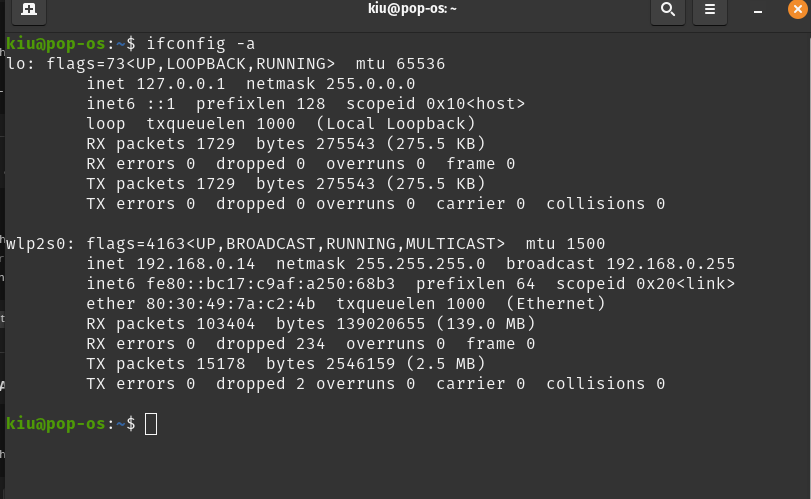 kiu@pop-os: ~
kiu@pop-os:~$ ifconfig -a
lo: flags=73<UP,LOOPBACK,RUNNING>  mtu 65536
        inet 127.0.0.1  netmask 255.0.0.0
        inet6 ::1  prefixlen 128  scopeid 0x10<host>
        loop  txqueuelen 1000  (Local Loopback)
        RX packets 1729  bytes 275543 (275.5 KB)
        RX errors 0  dropped 0  overruns 0  frame 0
        TX packets 1729  bytes 275543 (275.5 KB)
        TX errors 0  dropped 0 overruns 0  carrier 0  collisions 0
wlp2s0: flags=4163<UP,BROADCAST,RUNNING,MULTICAST>  mtu 1500
        inet 192.168.0.14  netmask 255.255.255.0  broadcast 192.168.0.255
        inet6 fe80::bc17:c9af:a250:68b3  prefixlen 64  scopeid 0x20<link>
        ether 80:30:49:7a:c2:4b  txqueuelen 1000  (Ethernet)
        RX packets 103404  bytes 139020655 (139.0 MB)
        RX errors 0  dropped 234  overruns 0  frame 0
        TX packets 15178  bytes 2546159 (2.5 MB)
        TX errors 0  dropped 2 overruns 0  carrier 0  collisions 0
kiu@pop-os:~$